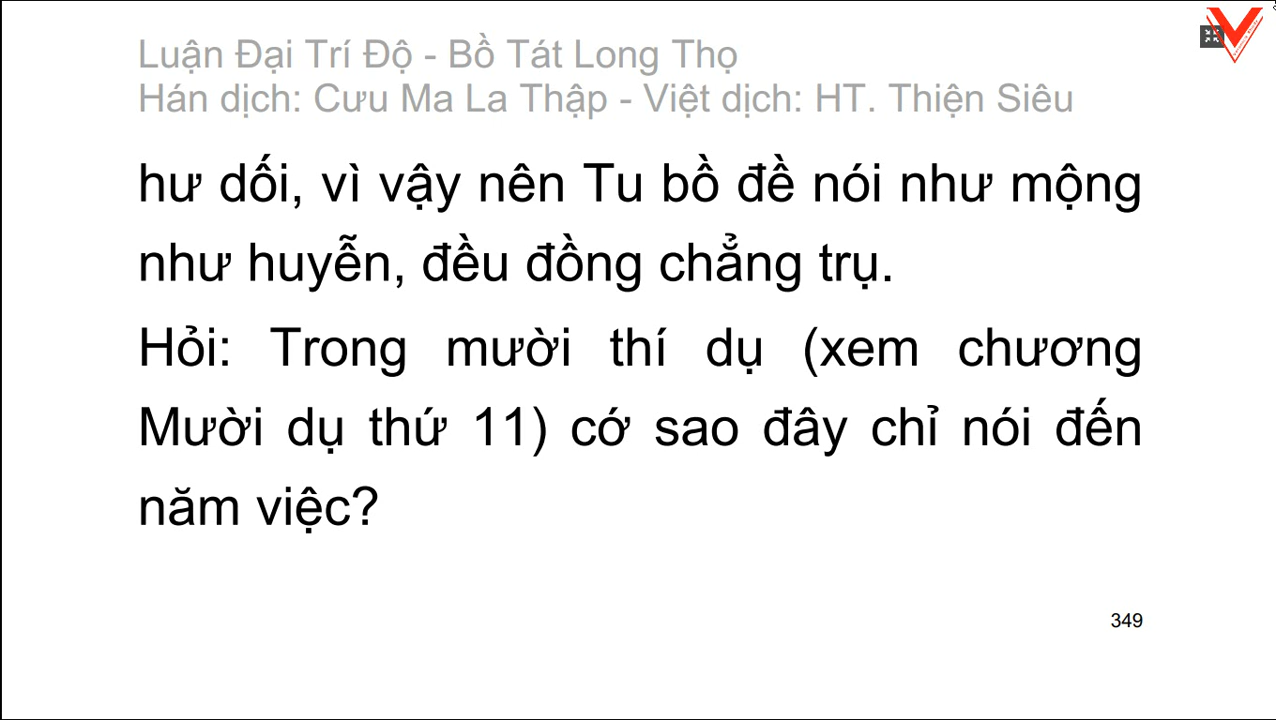 Luận Đại Trí Độ - Bồ Tát Long Thọ
Hán dịch: Cưu Ma La Thập - Việt dịch: HT. Thiện Siêu
hư dối, vì vậy nên Tu bồ đề nói như mộng
như huyễn, đều đồng chẳng trụ.
Hỏi: Trong mười thí dụ (xem chương
Mười dụ thứ 11) cớ sao đây chỉ nói đến
năm việc?
349